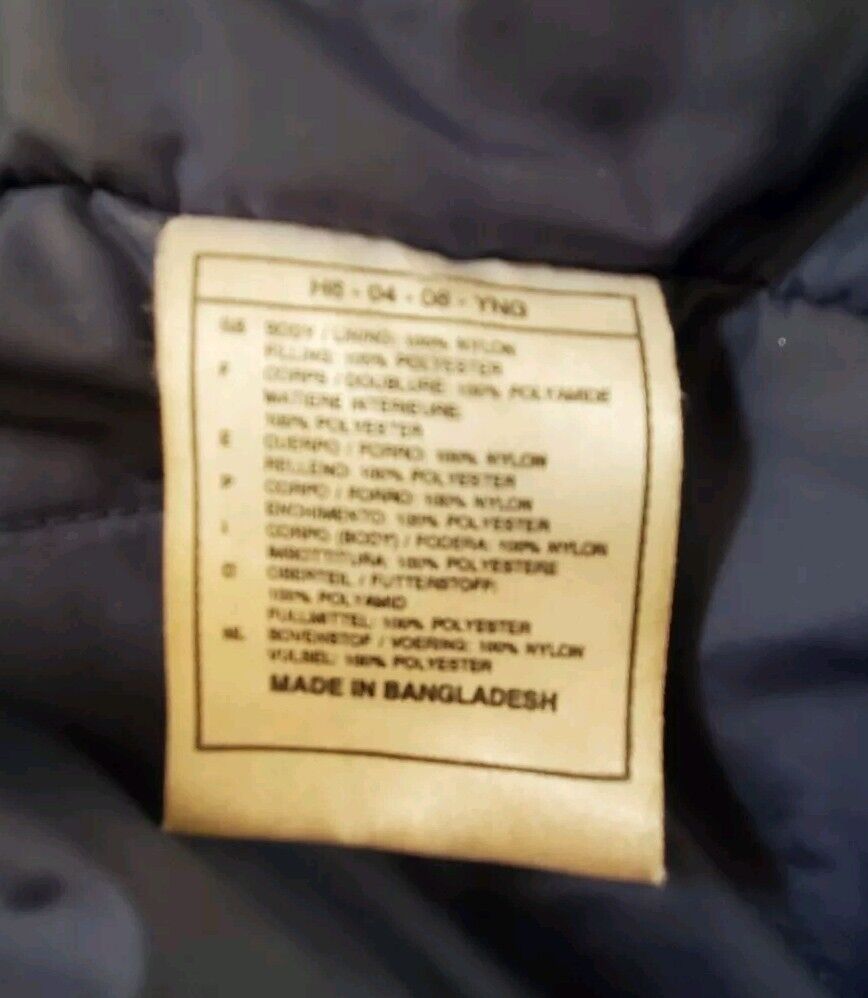 H6 - 04 - 06 - YNG
GB BODY / LINING: 100% NYLON
FILLING: 100% POLYESTER
F CORPS / DOUBLURE: 100% POLYAMIDE
MATIERE INTERIEURE:
100% POLYESTER
E CUERPO / FORRO: 100% NYLON
RELLENO: 100% POLYESTER
P CORPO / FORRO: 100% NYLON
ENCHIMENTO: 100% POLYESTER
I CORPO (BODY) / FODERA: 100% NYLON
IMBOTTITURA: 100% POLYESTERE
D OBERTEIL / FUTTERSTOFF:
100% POLYAMID
FULLMITTEL: 100% POLYESTER
NL BOVENSTOF / VOERING: 100% NYLON
VULSEL: 100% POLYESTER
MADE IN BANGLADESH